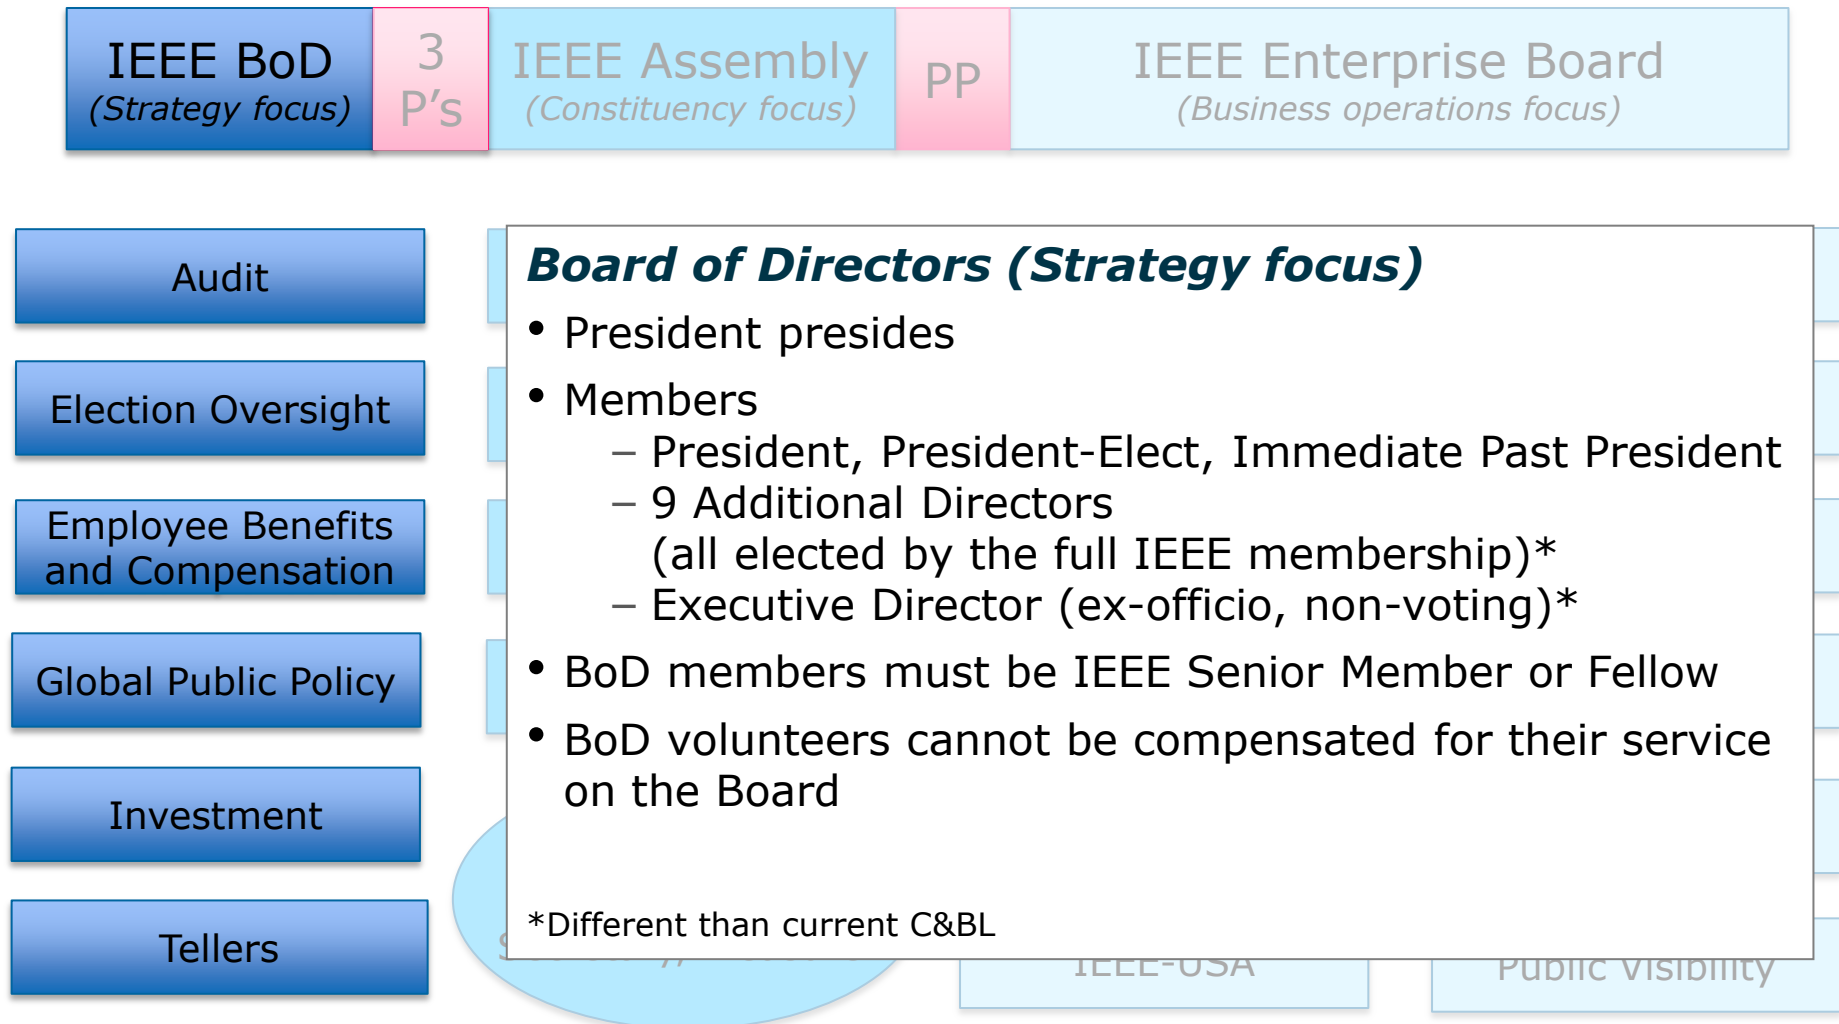 IEEE BoD
(Strategy focus)
3
P's
IEEE Assembly
(Constituency focus)
PP
IEEE Enterprise Board
(Business operations focus)
Audit
Election Oversight
Employee Benefits
and Compensation
Global Public Policy
Investment
Tellers
Board of Directors (Strategy focus)
• President presides
• Members
– President, President-Elect, Immediate Past President
– 9 Additional Directors
(all elected by the full IEEE membership)*
– Executive Director (ex-officio, non-voting)*
• BoD members must be IEEE Senior Member or Fellow
• BoD volunteers cannot be compensated for their service
on the Board
*Different than current C&BL
IEEE-USA
Public Visibility